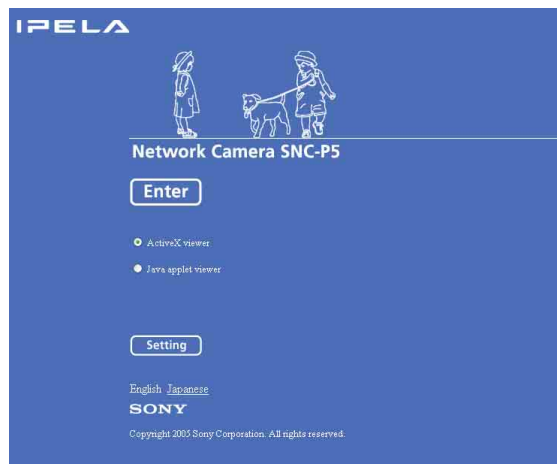 IPELA
Network Camera SNC-P5
Enter
ActiveX viewer
Java applet viewer
Setting
English Japanese
SONY
Copyright 2005 Sony Corporation. All rights reserved.